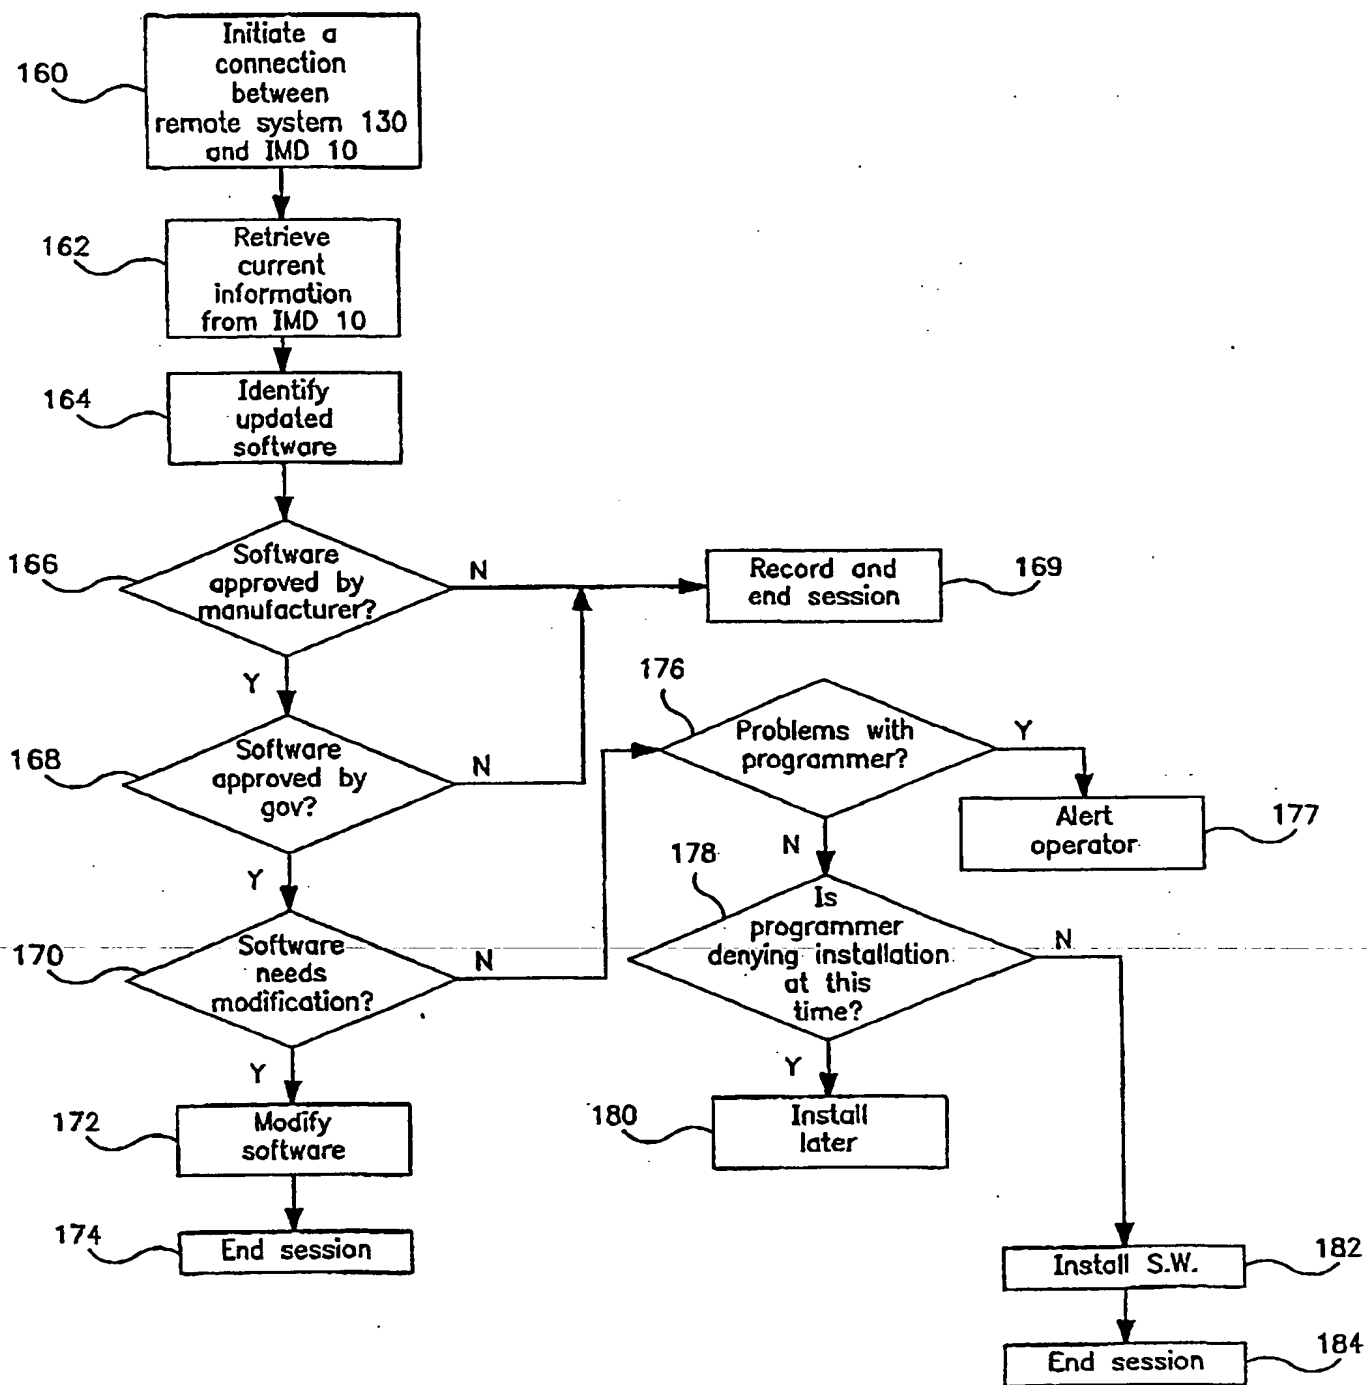 Initiate a
connection
between
remote system 130
and IMD 10
160
Retrieve
current
information
from IMD 10
162
Identify
updated
software
164
Software
approved by
manufacturer?
166
N
Record and
end session
169
Y
Software
approved by
gov?
168
N
176
Problems with
programmer?
Y
Alert
operator
177
Y
N
178
Software
needs
modification?
170
N
Is
programmer
denying installation
at this
time?
N
Y
Y
Modify
software
172
Install
later
180
End session
174
Install S.W.
182
End session
184